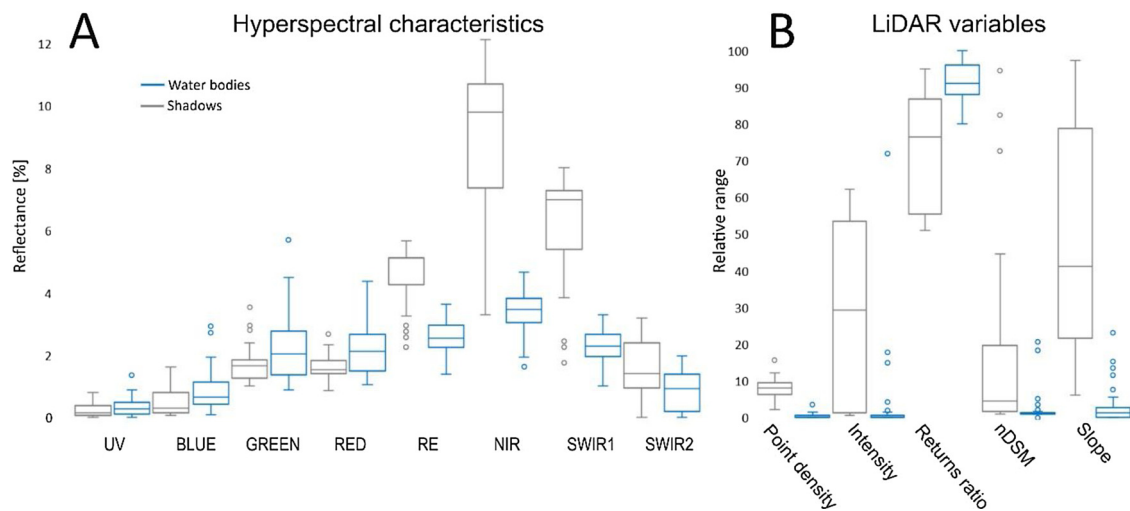 A
Hyperspectral characteristics
Reflectance [%]
12
10
8
6
4
2
0
Water bodies
Shadows
UV BLUE GREEN RED RE NIR SWIR1 SWIR2
B
LiDAR variables
Relative range
100
90
80
70
60
50
40
30
20
10
0
Point density
Intensity
Returns ratio
nDSM
Slope